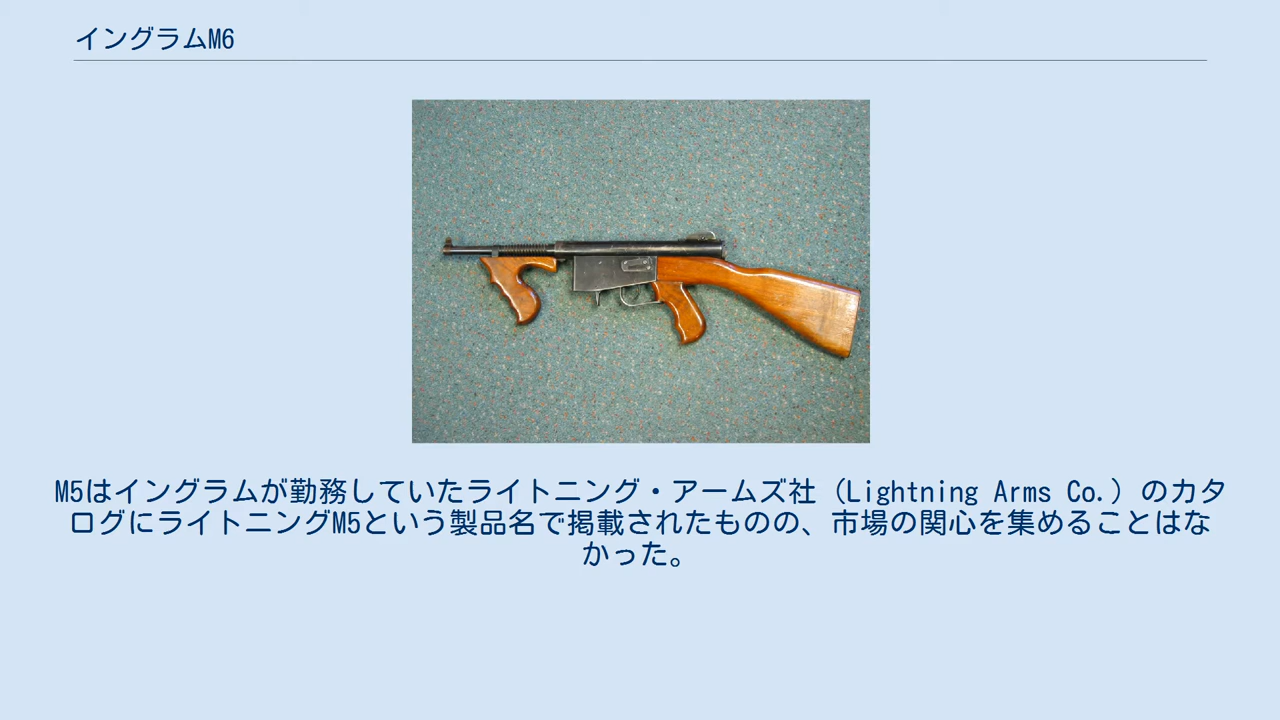 イングラムM6
M5はイングラムが勤務していたライトニング・アームズ社（Lightning Arms Co.）のカタ
ログにライトニングM5という製品名で掲載されたものの、市場の関心を集めることはな
かった。